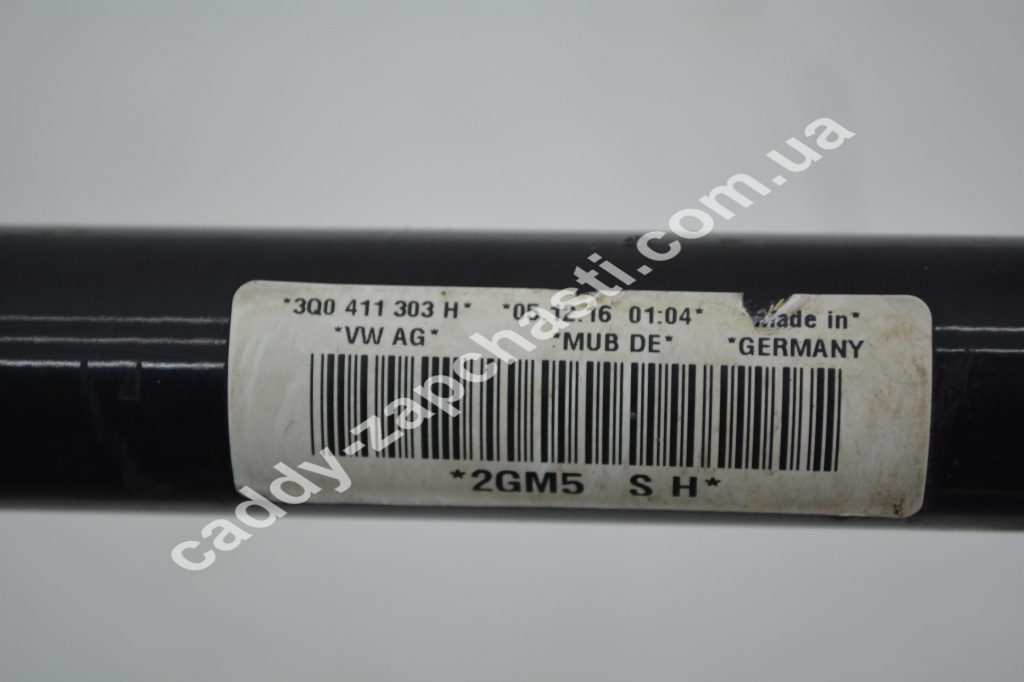 *3Q0 411 303 H* *05.12.16 01:04* Made in*
*VW AG* *MUB DE* *GERMANY
*2GM5 S H*
caddy-zapchasti.com.ua